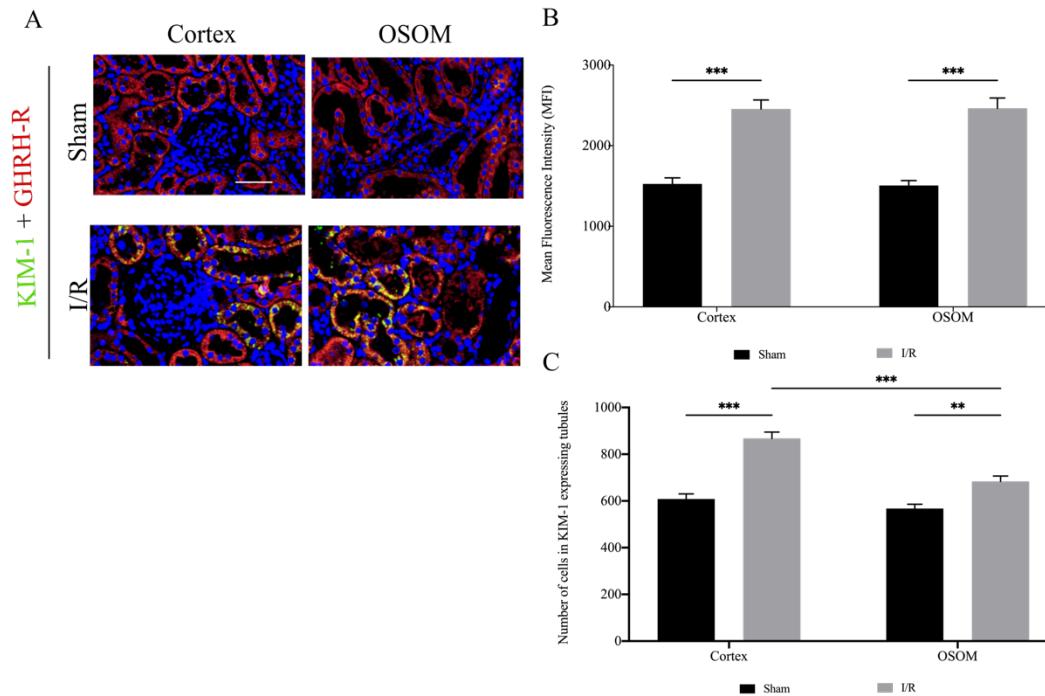 A
Cortex
OSOM
KIM-1 + GHRH-R
Sham
I/R
B
Mean Fluorescence Intensity (MFI)
3000
2000
1000
0
***
***
Cortex
OSOM
Sham
I/R
C
Number of cells in KIM-1 expressing tubules
1000
800
600
400
200
0
***
***
**
Cortex
OSOM
Sham
I/R